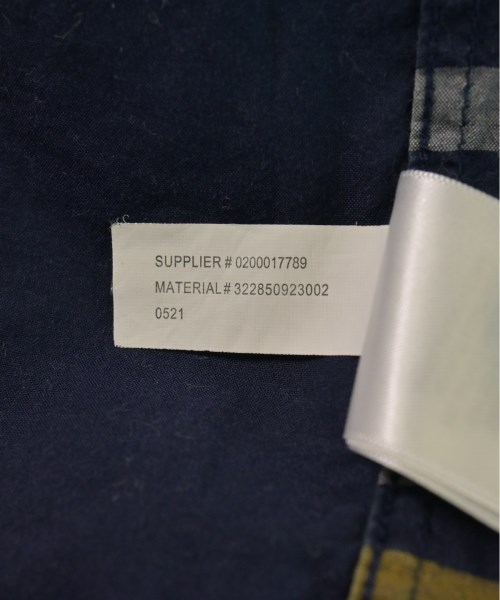 SUPPLIER # 0200017789
MATERIAL# 322850923002
0521